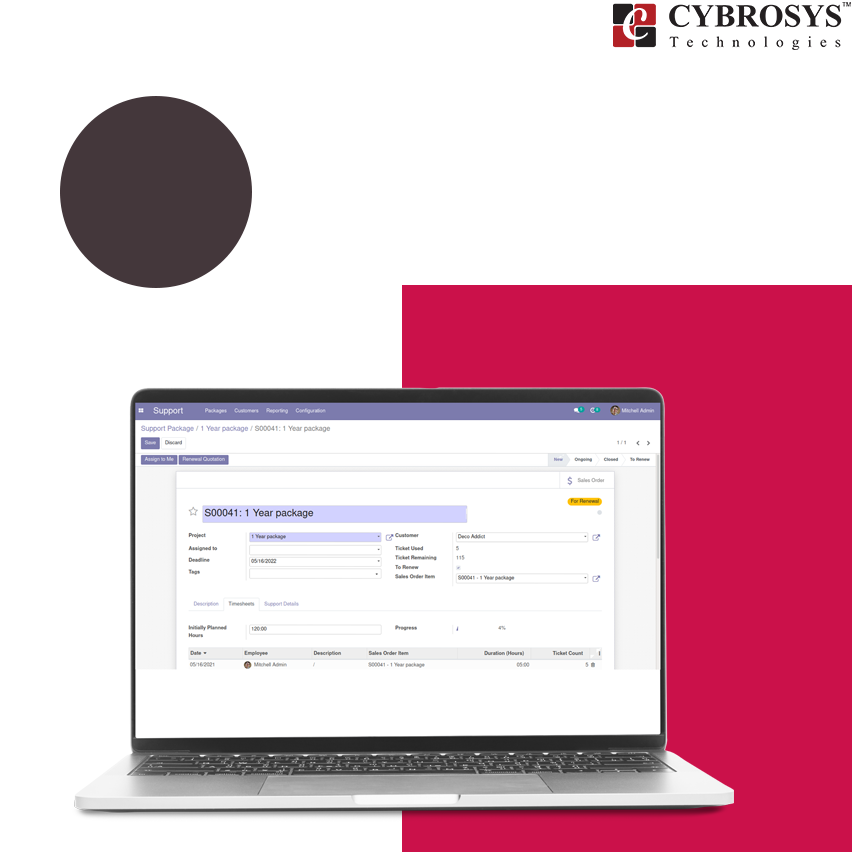 CYBROSYS TM
Technologies
Support Packages Customers Reporting Configuration Mitchell Admin
Support Package / 1 Year package / S00041: 1 Year package
Save Discard 1 / 1
Assign to Me Renewal Quotation New Ongoing Closed To Renew
$ Sales Order
For Renewal
S00041: 1 Year package
Project 1 Year package Customer Deco Addict
Assigned to Ticket Used 5
Deadline 05/16/2022 Ticket Remaining 115
Tags To Renew
Sales Order Item S00041 - 1 Year package
Description Timesheets Support Details
Initially Planned Hours 120:00 Progress 4%
Date Employee Description Sales Order Item Duration (Hours) Ticket Count
05/16/2021 Mitchell Admin / S00041 - 1 Year package 05:00 5